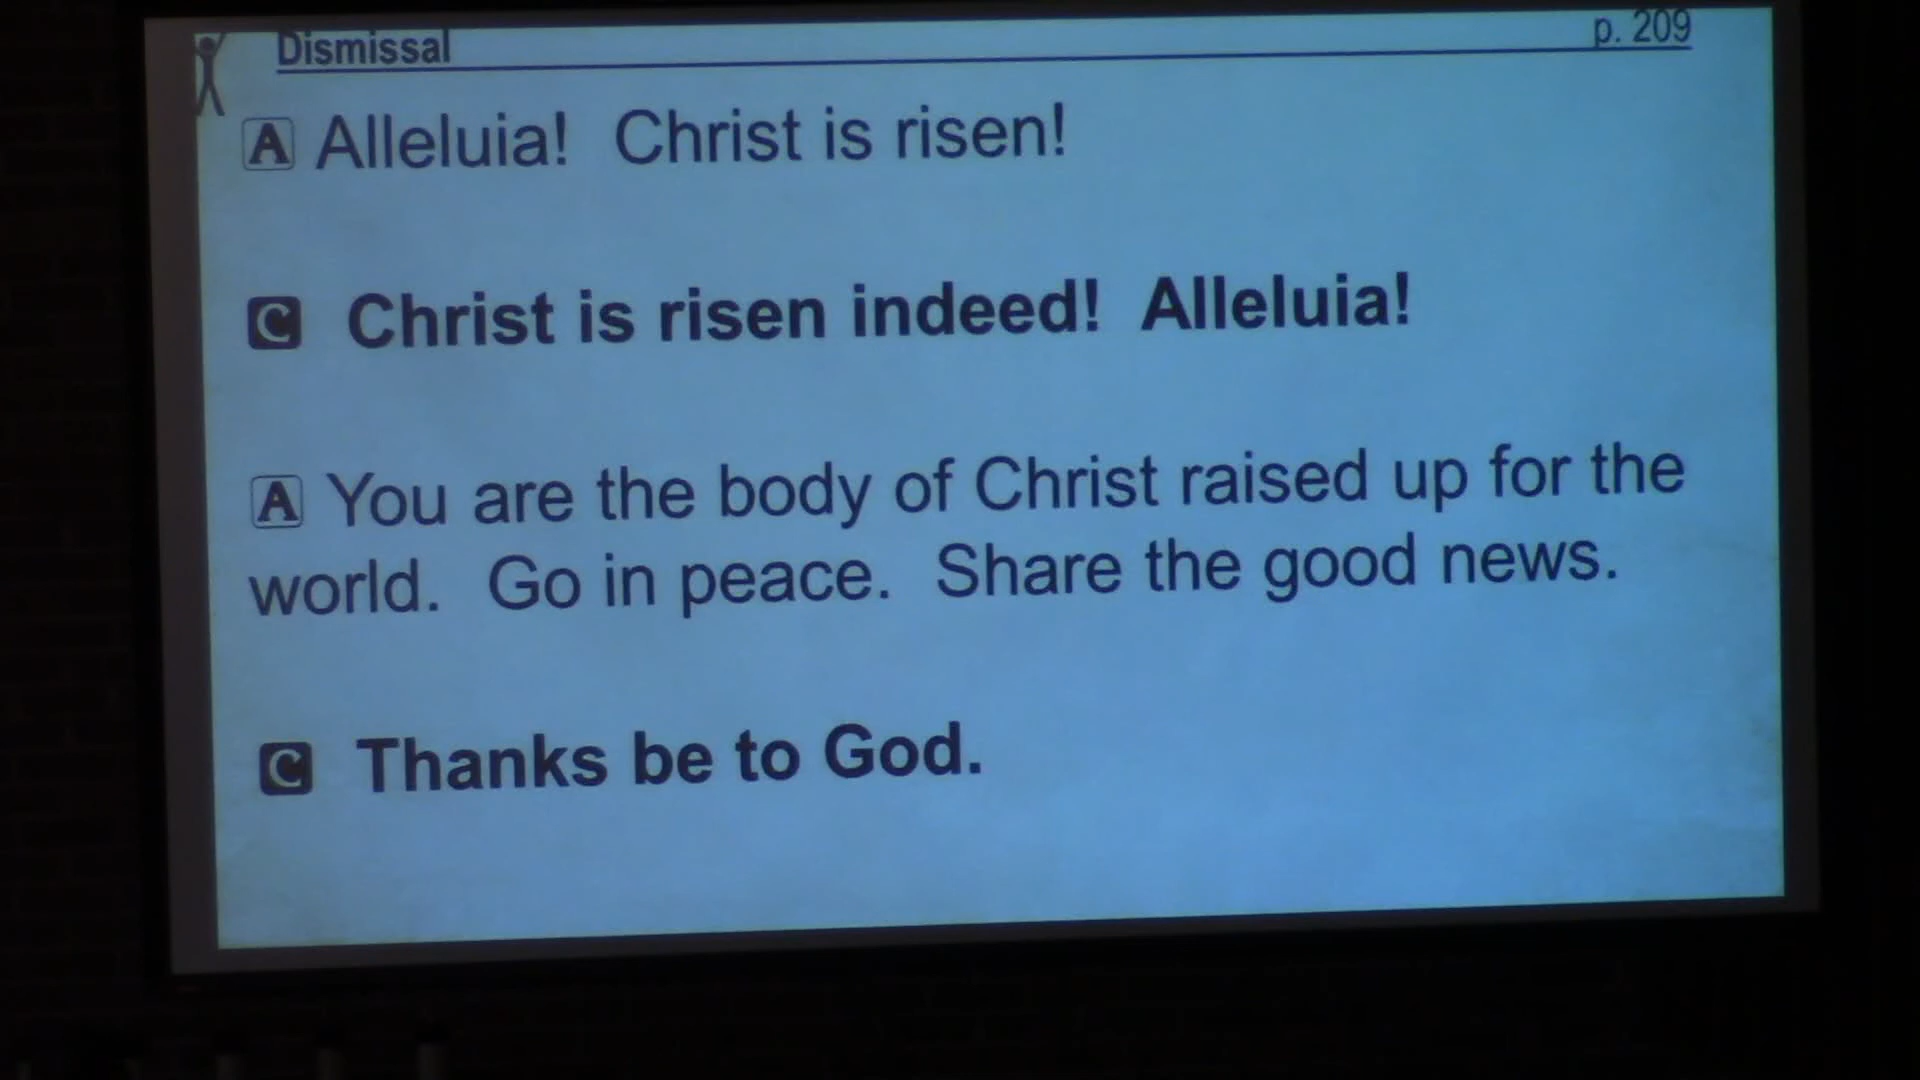 Dismissal p. 209
A Alleluia! Christ is risen!
C Christ is risen indeed! Alleluia!
A You are the body of Christ raised up for the
world. Go in peace. Share the good news.
C Thanks be to God.